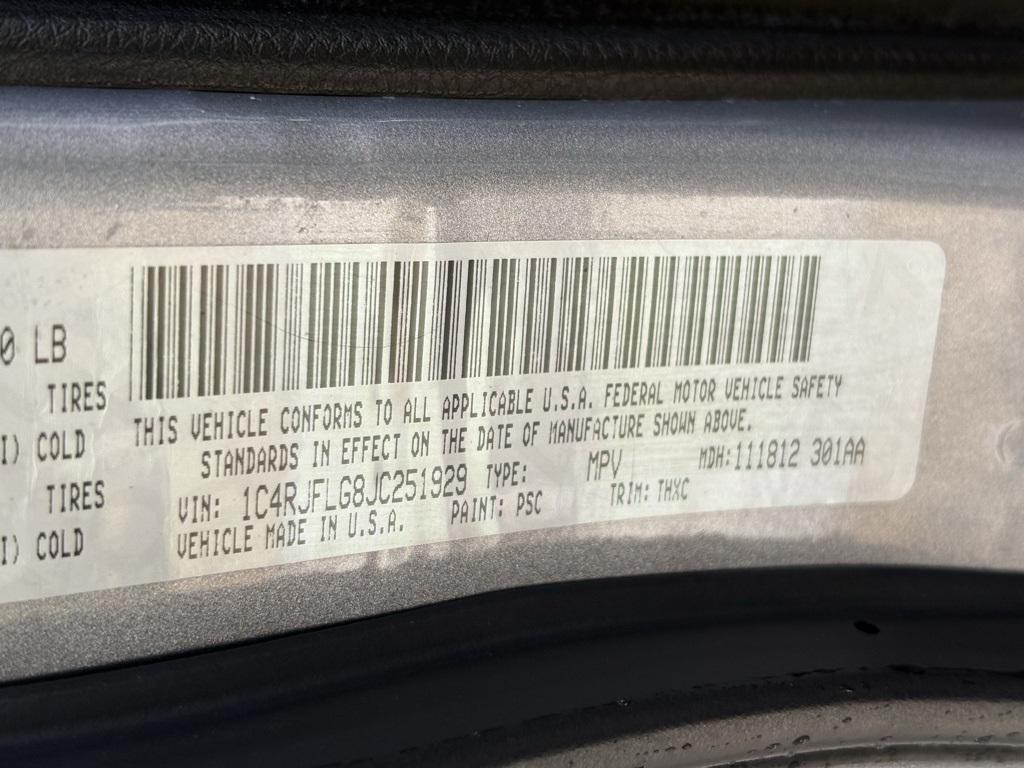 0 LB
TIRES
I) COLD
TIRES
I) COLD
THIS VEHICLE CONFORMS TO ALL APPLICABLE U.S.A. FEDERAL MOTOR VEHICLE SAFETY
STANDARDS IN EFFECT ON THE DATE OF MANUFACTURE SHOWN ABOVE.
VIN: 1C4RJFLG8JC251929 TYPE: MPV MDH:111812 301AA
VEHICLE MADE IN U.S.A. PAINT: PSC TRIM: THXC